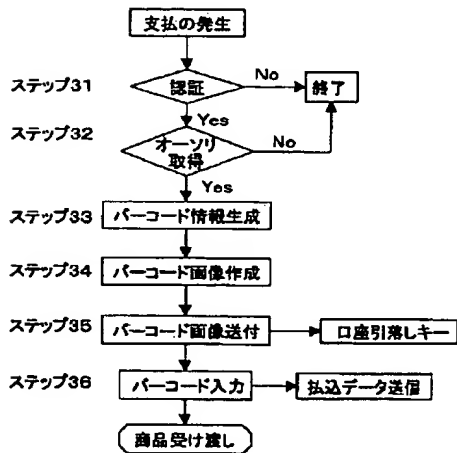 支払の発生
ステップ31
認証
No
終了
Yes
ステップ32
オーソリ
取得
No
Yes
ステップ33
バーコード情報生成
ステップ34
バーコード画像作成
ステップ35
バーコード画像送付
口座引落しキー
ステップ36
バーコード入力
払込データ送信
商品受け渡し